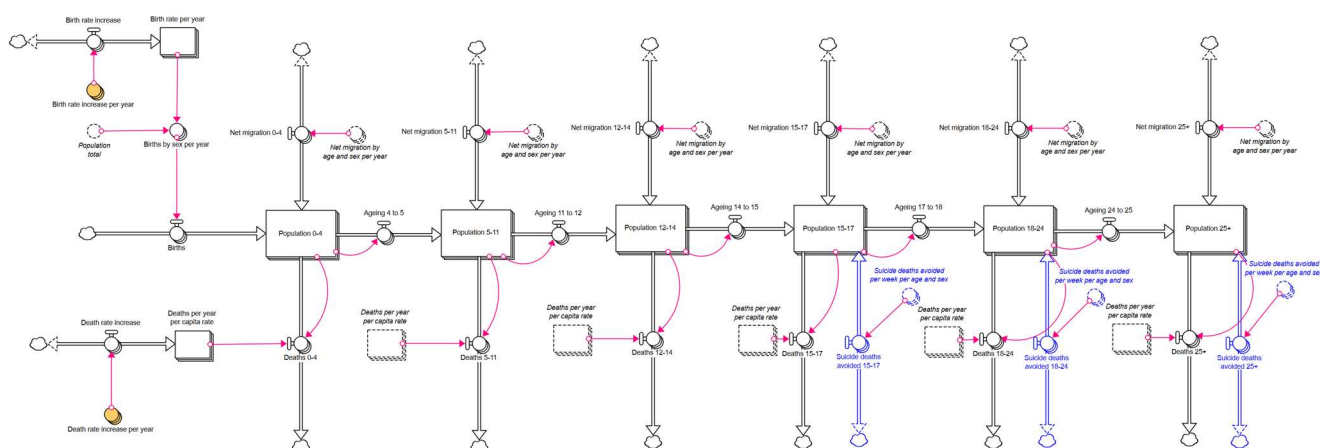 Birth rate increase
Birth rate per year
Birth rate increase per year
Population
total
Births by sex per year
Net migration 0-4
Net migration by
age and sex per year
Net migration 5-11
Net migration by
age and sex per year
Net migration 12-14
Net migration by
age and sex per year
Net migration 15-17
Net migration by
age and sex per year
Net migration 18-24
Net migration by
age and sex per year
Net migration 25+
Net migration by
age and sex per year
Births
Population 0-4
Ageing 4 to 5
Population 5-11
Ageing 11 to 12
Population 12-14
Ageing 14 to 15
Population 15-17
Ageing 17 to 18
Population 18-24
Ageing 24 to 25
Population 25+
Suicide deaths avoided
per week per age and sex
Suicide deaths avoided
per week per age and sex
Suicide deaths avoided
per week per age and sex
Death rate increase
Deaths per year
per capita rate
Death rate increase per year
Deaths 0-4
Deaths per year
per capita rate
Deaths 5-11
Deaths per year
per capita rate
Deaths 12-14
Deaths per year
per capita rate
Deaths 15-17
Suicide deaths
avoided 15-17
Deaths per year
per capita rate
Deaths 18-24
Suicide deaths
avoided 18-24
Deaths per year
per capita rate
Deaths 25+
Suicide deaths
avoided 25+